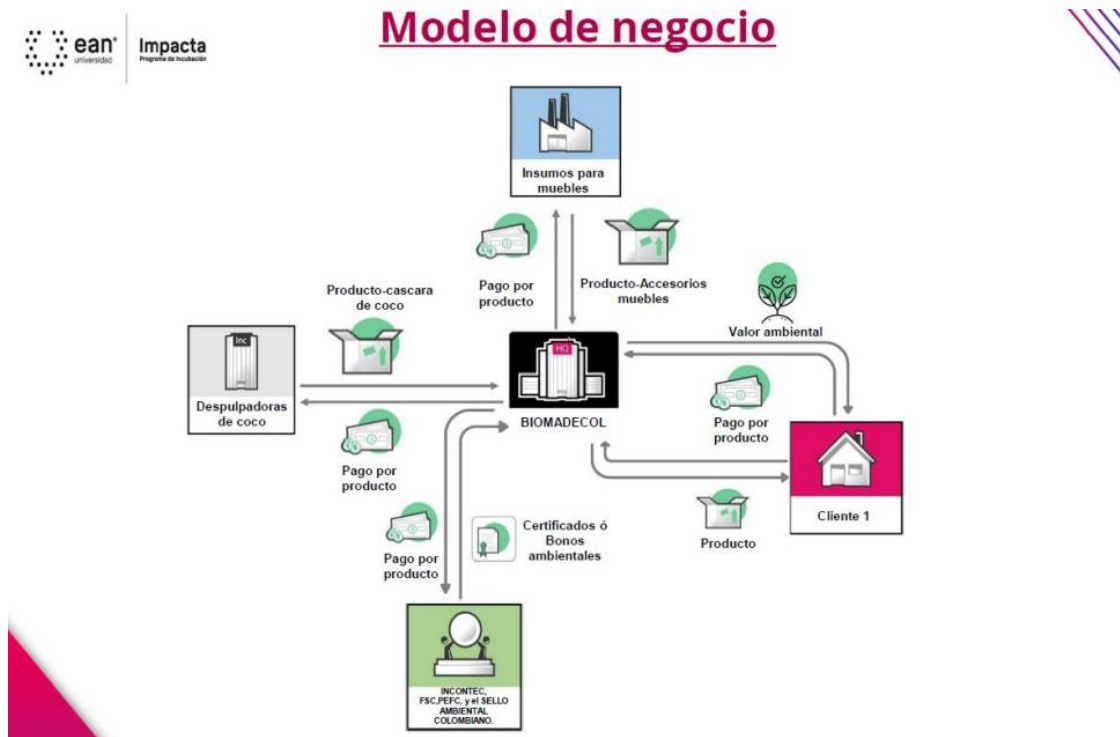 Modelo de negocio
ean
universidad
Impacta
Programa de Incubación
Insumos para
muebles
Pago por
producto
Producto-Accesorios
muebles
Producto-cascara
de coco
Valor ambiental
Inc
HQ
Despulpadoras
de coco
BIOMADECOL
Pago por
producto
Pago por
producto
Cliente 1
Pago por
producto
Certificados ó
Bonos
ambientales
Producto
INCONTEC,
FSC,PEFC, y el SELLO
AMBIENTAL
COLOMBIANO.